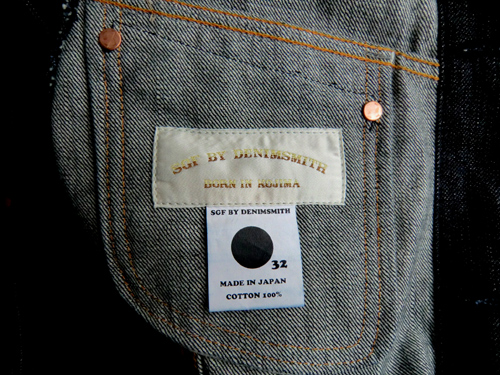 SGF BY DENIMSMITH
BORN IN KOJIMA
SGF BY DENIMSMITH
32
MADE IN JAPAN
COTTON 100%